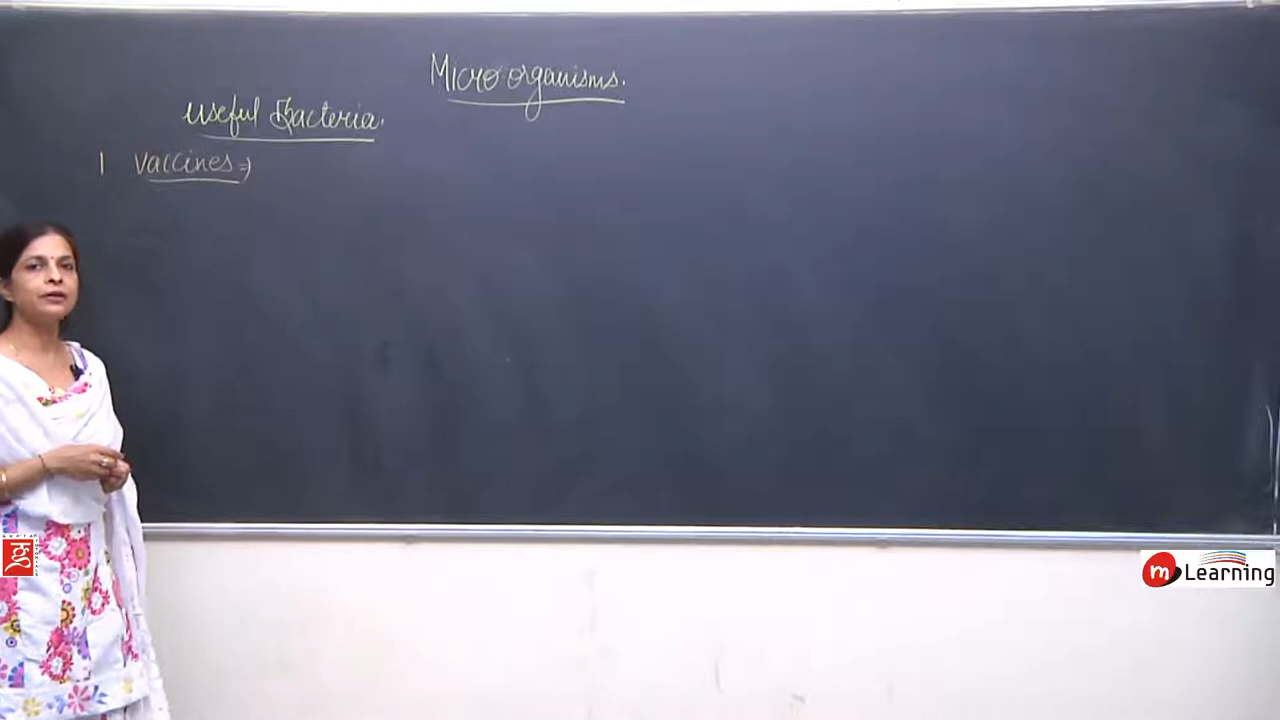 Micro organisms.
Useful Bacteria.
1 Vaccines ⇒
m Learning